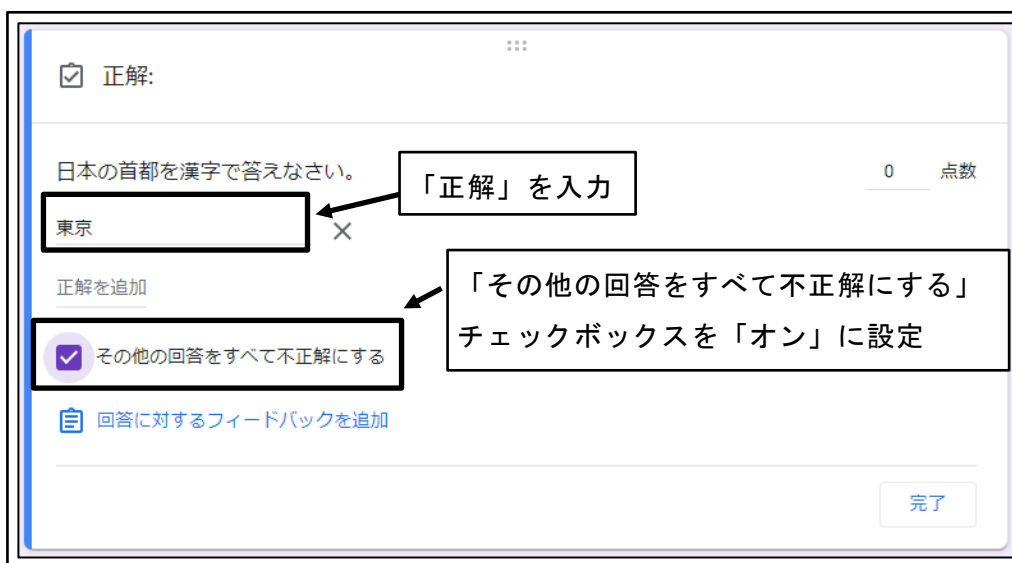 正解:
日本の首都を漢字で答えなさい。
「正解」を入力
0 点数
東京
正解を追加
「その他の回答をすべて不正解にする」
チェックボックスを「オン」に設定
その他の回答をすべて不正解にする
回答に対するフィードバックを追加
完了